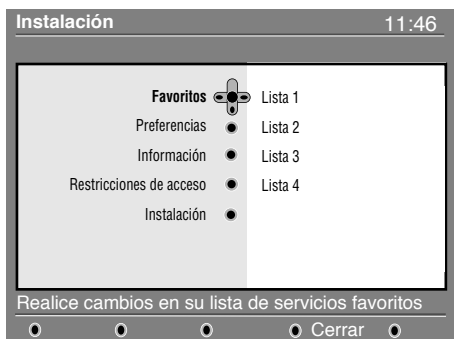 Instalación 11:46
Favoritos Lista 1
Preferencias Lista 2
Información Lista 3
Restricciones de acceso Lista 4
Instalación
Realice cambios en su lista de servicios favoritos
Cerrar